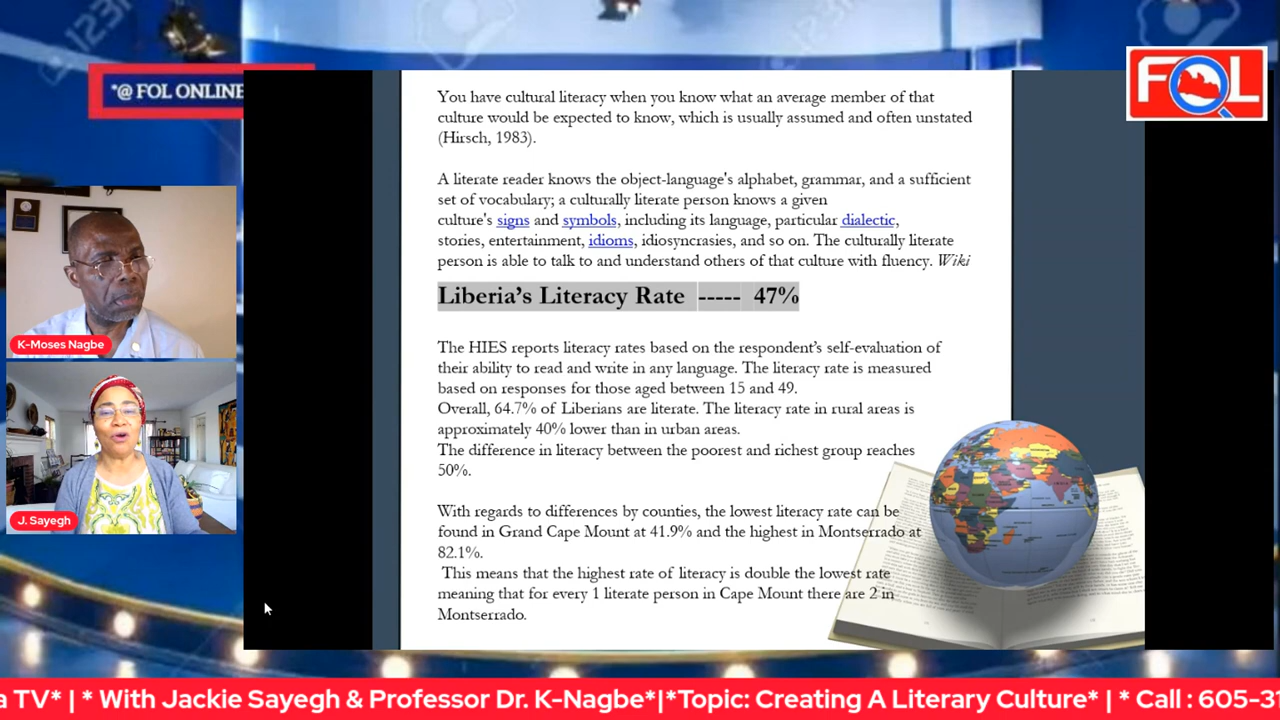 *@ FOL ONLINE
FOL
You have cultural literacy when you know what an average member of that
culture would be expected to know, which is usually assumed and often unstated
(Hirsch, 1983).
A literate reader knows the object-language's alphabet, grammar, and a sufficient
set of vocabulary; a culturally literate person knows a given
culture's signs and symbols, including its language, particular dialectic,
stories, entertainment, idioms, idiosyncrasies, and so on. The culturally literate
person is able to talk to and understand others of that culture with fluency. Wiki
Liberia’s Literacy Rate ----- 47%
The HIES reports literacy rates based on the respondent’s self-evaluation of
their ability to read and write in any language. The literacy rate is measured
based on responses for those aged between 15 and 49.
Overall, 64.7% of Liberians are literate. The literacy rate in rural areas is
approximately 40% lower than in urban areas.
The difference in literacy between the poorest and richest group reaches
50%.
With regards to differences by counties, the lowest literacy rate can be
found in Grand Cape Mount at 41.9% and the highest in Montserrado at
82.1%.
This means that the highest rate of literacy is double the lowest rate
meaning that for every 1 literate person in Cape Mount there are 2 in
Montserrado.
K-Moses Nagbe
J. Sayegh
a TV* | * With Jackie Sayegh & Professor Dr. K-Nagbe*|*Topic: Creating A Literary Culture* | * Call : 605-31